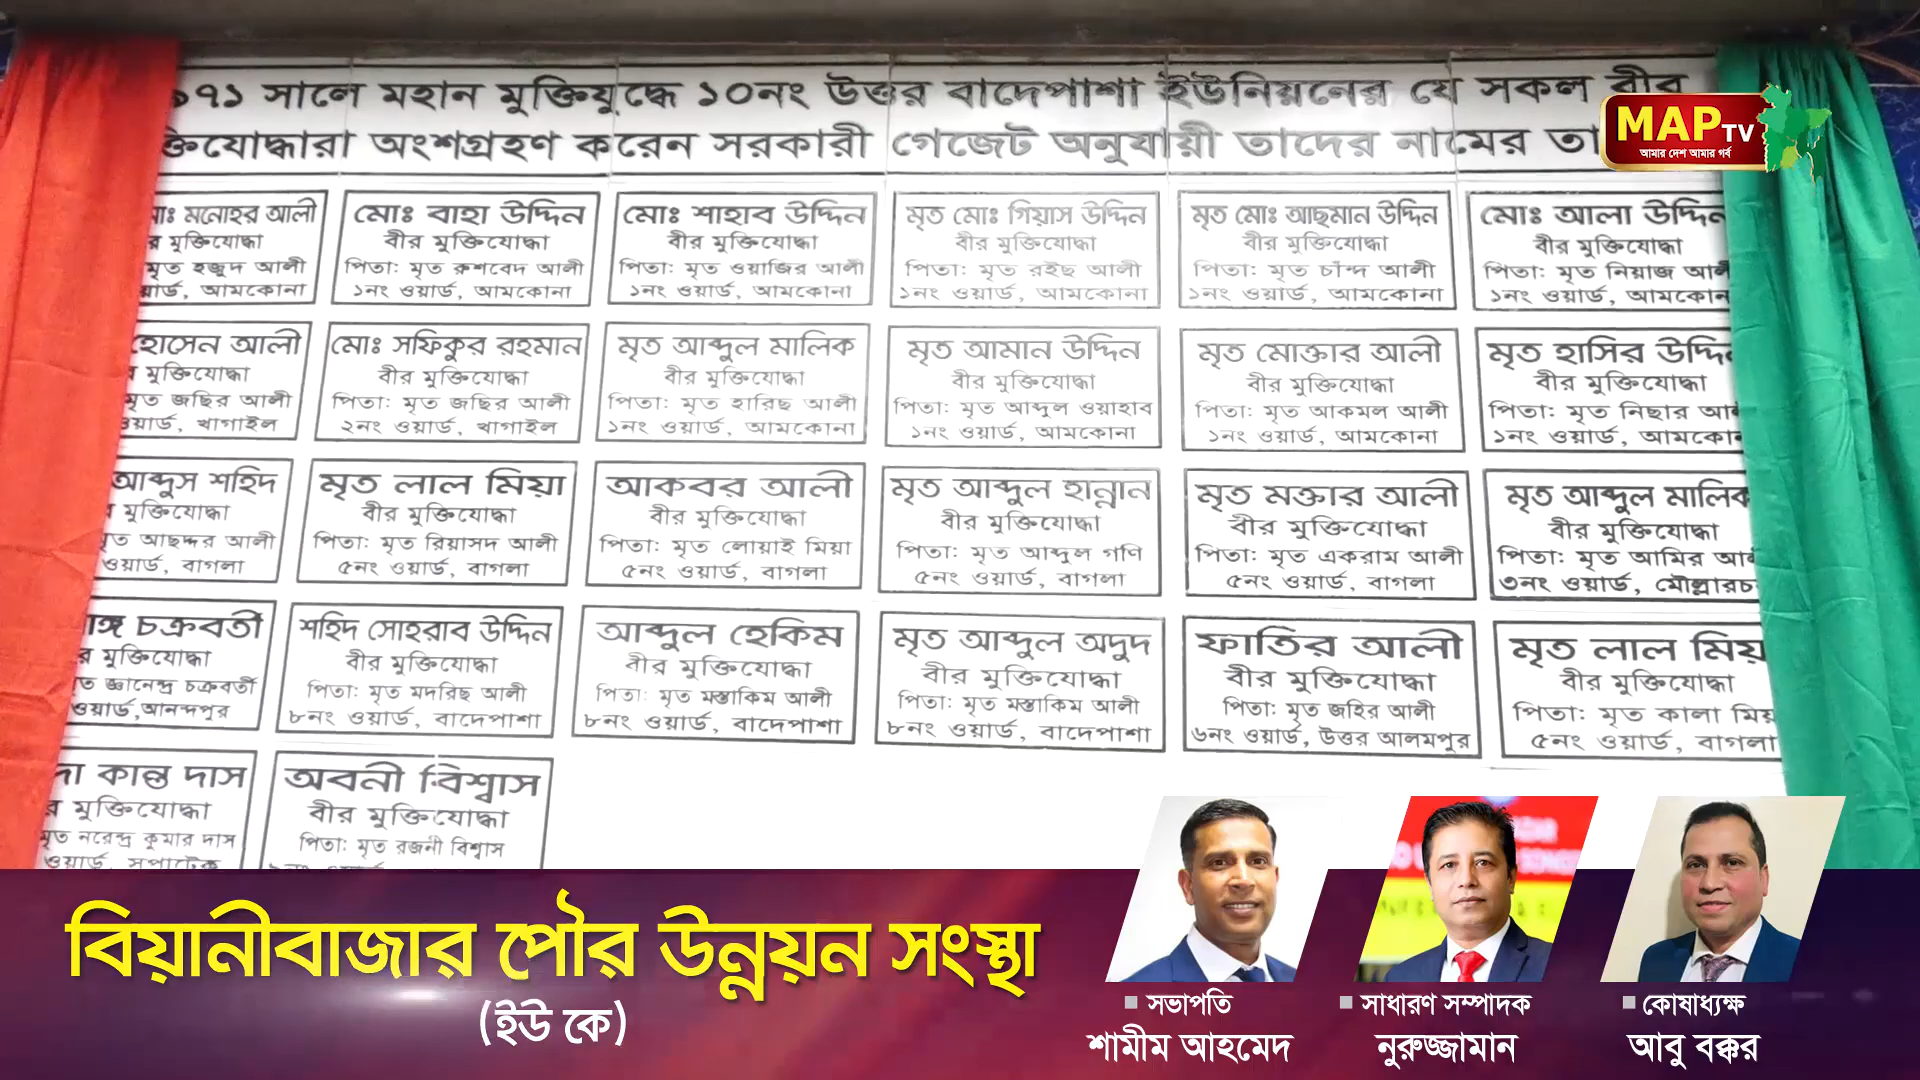 ৯৭১ সালে মহান মুক্তিযুদ্ধে ১০নং উত্তর বাদেপাশা ইউনিয়নের যে সকল বীর
ক্তিযোদ্ধারা অংশগ্রহণ করেন সরকারী গেজেট অনুযায়ী তাদের নামের তা
MAP TV
আমার দেশ আমার গর্ব
মোঃ মনোহর আলী
র মুক্তিযোদ্ধা
মৃত হজুদ আলী
য়ার্ড, আমকোনা
মোঃ বাহা উদ্দিন
বীর মুক্তিযোদ্ধা
পিতা: মৃত রুশবেদ আলী
১নং ওয়ার্ড, আমকোনা
মোঃ শাহাব উদ্দিন
বীর মুক্তিযোদ্ধা
পিতা: মৃত ওয়াজির আলী
১নং ওয়ার্ড, আমকোনা
মৃত মোঃ গিয়াস উদ্দিন
বীর মুক্তিযোদ্ধা
পিতা: মৃত রইছ আলী
১নং ওয়ার্ড, আমকোনা
মৃত মোঃ আছমান উদ্দিন
বীর মুক্তিযোদ্ধা
পিতা: মৃত চাঁন্দ আলী
১নং ওয়ার্ড, আমকোনা
মোঃ আলা উদ্দিন
বীর মুক্তিযোদ্ধা
পিতা: মৃত নিয়াজ আলী
১নং ওয়ার্ড, আমকোন
হোসেন আলী
র মুক্তিযোদ্ধা
মৃত জছির আলী
ওয়ার্ড, খাগাইল
মোঃ সফিকুর রহমান
বীর মুক্তিযোদ্ধা
পিতা: মৃত জছির আলী
২নং ওয়ার্ড, খাগাইল
মৃত আব্দুল মালিক
বীর মুক্তিযোদ্ধা
পিতা: মৃত হারিছ আলী
১নং ওয়ার্ড, আমকোনা
মৃত আমান উদ্দিন
বীর মুক্তিযোদ্ধা
পিতা: মৃত আব্দুল ওয়াহাব
১নং ওয়ার্ড, আমকোনা
মৃত মোক্তার আলী
বীর মুক্তিযোদ্ধা
পিতা: মৃত আকমল আলী
১নং ওয়ার্ড, আমকোনা
মৃত হাসির উদ্দিন
বীর মুক্তিযোদ্ধা
পিতা: মৃত নিছার আ
১নং ওয়ার্ড, আমকো
আব্দুস শহিদ
মুক্তিযোদ্ধা
মৃত আছদ্দর আলী
ওয়ার্ড, বাগলা
মৃত লাল মিয়া
বীর মুক্তিযোদ্ধা
পিতা: মৃত রিয়াসদ আলী
৫নং ওয়ার্ড, বাগলা
আকবর আলী
বীর মুক্তিযোদ্ধা
পিতা: মৃত লোয়াই মিয়া
৫নং ওয়ার্ড, বাগলা
মৃত আব্দুল হান্নান
বীর মুক্তিযোদ্ধা
পিতা: মৃত আব্দুল গণি
৫নং ওয়ার্ড, বাগলা
মৃত মক্তার আলী
বীর মুক্তিযোদ্ধা
পিতা: মৃত একরাম আলী
৫নং ওয়ার্ড, বাগলা
মৃত আব্দুল মালিক
বীর মুক্তিযোদ্ধা
পিতা: মৃত আমির আ
৩নং ওয়ার্ড, মৌল্লারচ
ঙ্গ চক্রবর্তী
র মুক্তিযোদ্ধা
মৃত জ্ঞানেন্দ্র চক্রবর্তী
ওয়ার্ড,আনন্দপুর
শহিদ সোহরাব উদ্দিন
বীর মুক্তিযোদ্ধা
পিতা: মৃত মদরিছ আলী
৮নং ওয়ার্ড, বাদেপাশা
আব্দুল হেকিম
বীর মুক্তিযোদ্ধা
পিতা: মৃত মস্তাকিম আলী
৮নং ওয়ার্ড, বাদেপাশা
মৃত আব্দুল অদুদ
বীর মুক্তিযোদ্ধা
পিতা: মৃত মস্তাকিম আলী
৮নং ওয়ার্ড, বাদেপাশা
ফাতির আলী
বীর মুক্তিযোদ্ধা
পিতা: মৃত জহির আলী
৬নং ওয়ার্ড, উত্তর আলমপুর
মৃত লাল মিয়
বীর মুক্তিযোদ্ধা
পিতা: মৃত কালা মিয়
৫নং ওয়ার্ড, বাগলা
দা কান্ত দাস
র মুক্তিযোদ্ধা
মৃত নরেন্দ্র কুমার দাস
ওয়ার্ড, সুপাটেক
অবনী বিশ্বাস
বীর মুক্তিযোদ্ধা
পিতা: মৃত রজনী বিশ্বাস
বিয়ানীবাজার পৌর উন্নয়ন সংস্থা
(ইউ কে)
সভাপতি
শামীম আহমেদ
সাধারণ সম্পাদক
নুরুজ্জামান
কোষাধ্যক্ষ
আবু বক্কর